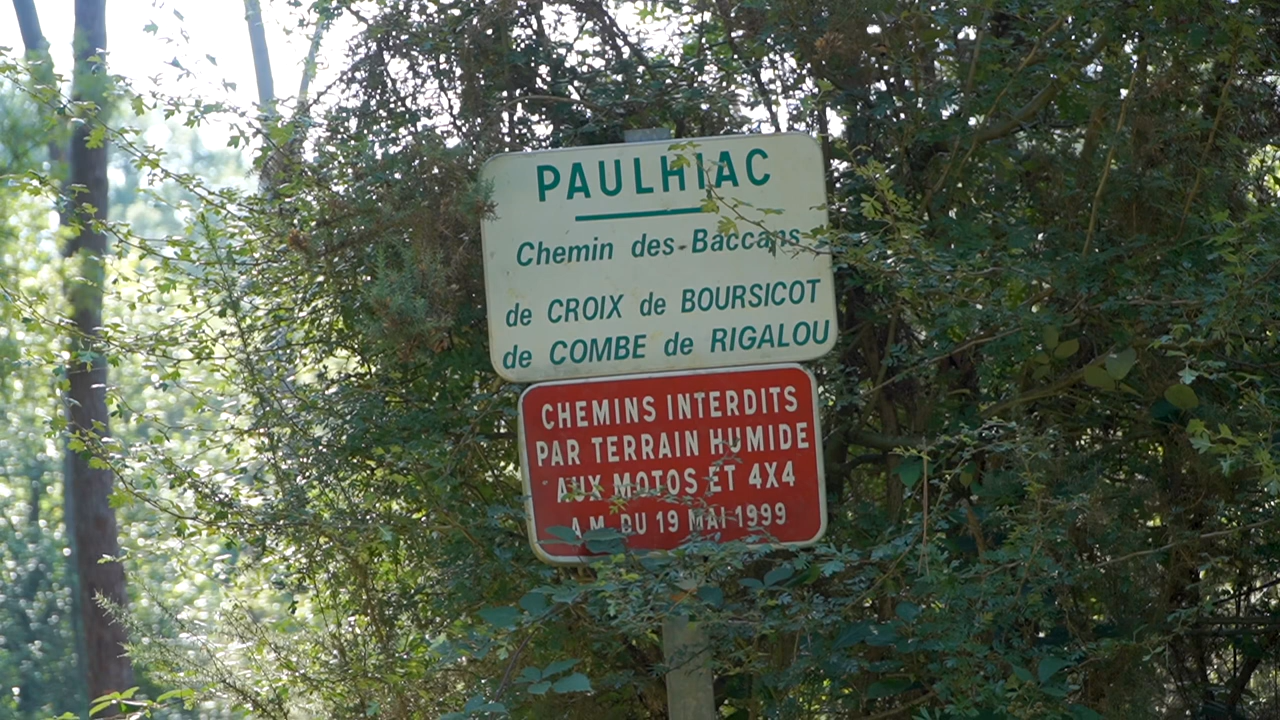 PAULHIAC
Chemin des Baccans
de CROIX de BOURSICOT
de COMBE de RIGALOU
CHEMINS INTERDITS
PAR TERRAIN HUMIDE
AUX MOTOS ET 4X4
A.M. DU 19 MAI 1999